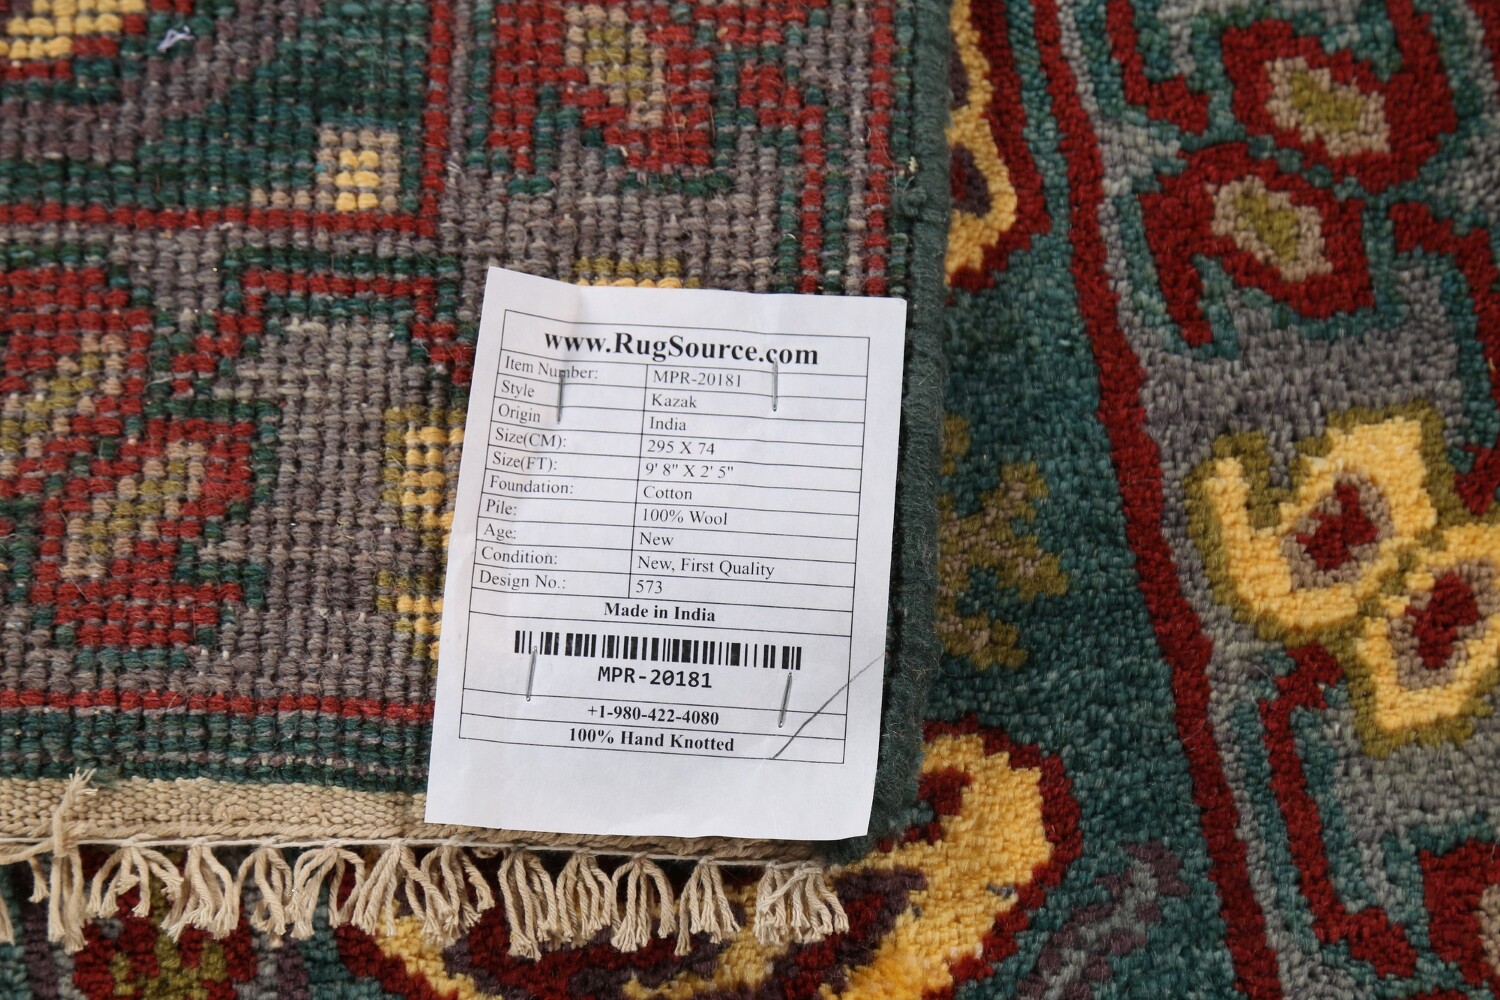 www.RugSource.com
Item Number: MPR-20181
Style Kazak
Origin India
Size(CM): 295 X 74
Size(FT): 9' 8" X 2' 5"
Foundation: Cotton
Pile: 100% Wool
Age: New
Condition: New, First Quality
Design No.: 573
Made in India
MPR-20181
+1-980-422-4080
100% Hand Knotted